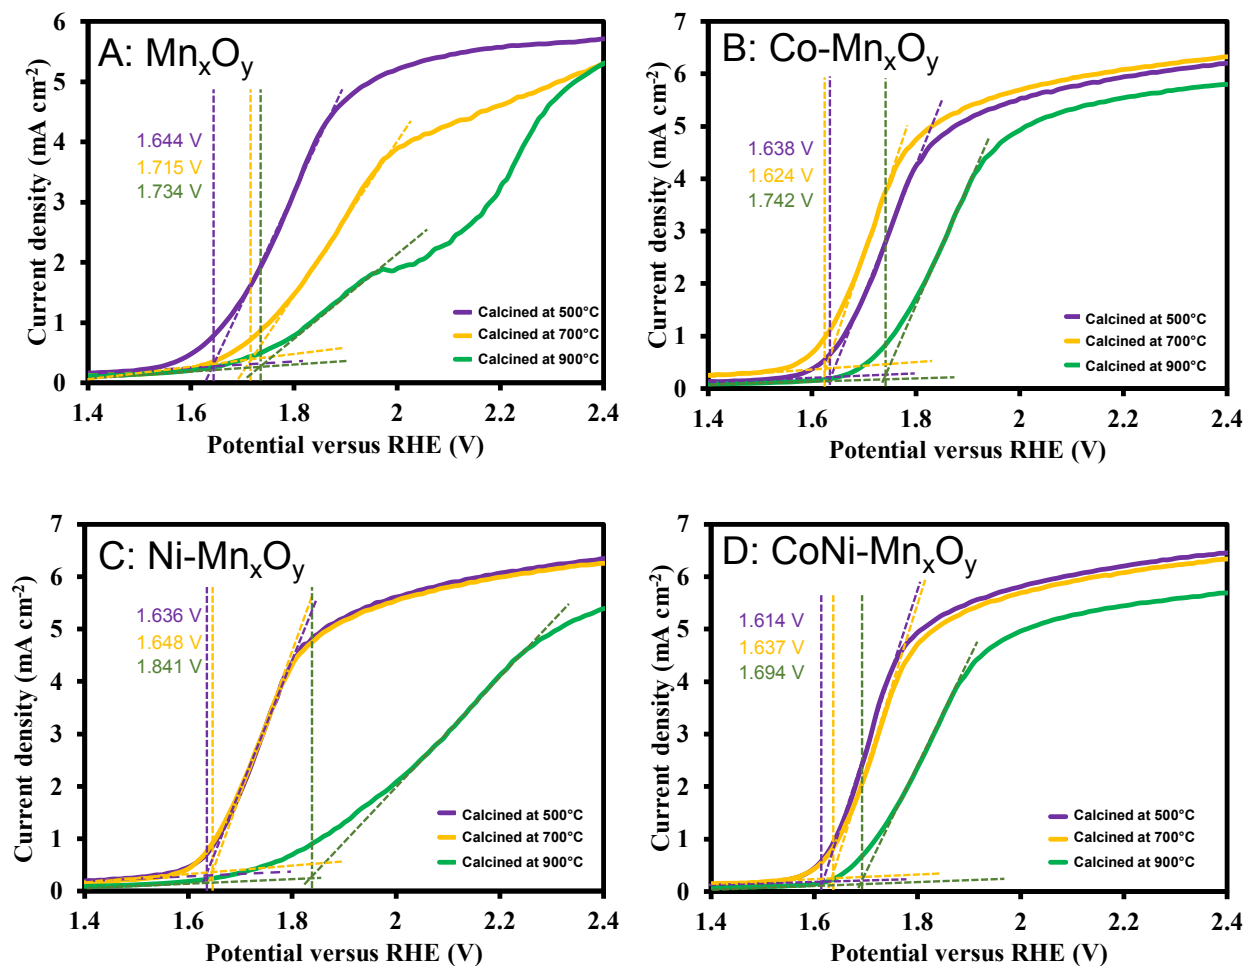 A: MnxOy
Current density (mA cm-2)
6
5
4
3
2
1
0
1.644 V
1.715 V
1.734 V
Calcined at 500°C
Calcined at 700°C
Calcined at 900°C
1.4
1.6
1.8
2
2.2
2.4
Potential versus RHE (V)
B: Co-MnxOy
Current density (mA cm-2)
7
6
5
4
3
2
1
0
1.638 V
1.624 V
1.742 V
Calcined at 500°C
Calcined at 700°C
Calcined at 900°C
1.4
1.6
1.8
2
2.2
2.4
Potential versus RHE (V)
C: Ni-MnxOy
Current density (mA cm-2)
7
6
5
4
3
2
1
0
1.636 V
1.648 V
1.841 V
Calcined at 500°C
Calcined at 700°C
Calcined at 900°C
1.4
1.6
1.8
2
2.2
2.4
Potential versus RHE (V)
D: CoNi-MnxOy
Current density (mA cm-2)
7
6
5
4
3
2
1
0
1.614 V
1.637 V
1.694 V
Calcined at 500°C
Calcined at 700°C
Calcined at 900°C
1.4
1.6
1.8
2
2.2
2.4
Potential versus RHE (V)